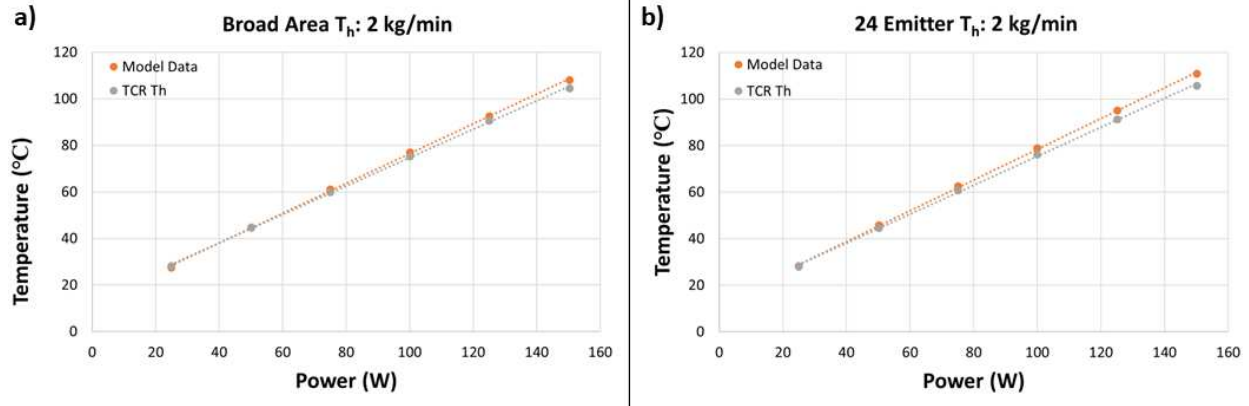 a)
Broad Area Th: 2 kg/min
Model Data
TCR Th
Temperature (℃)
120
100
80
60
40
20
0
0 20 40 60 80 100 120 140 160
Power (W)
b)
24 Emitter Th: 2 kg/min
Model Data
TCR Th
Temperature (℃)
120
100
80
60
40
20
0
0 20 40 60 80 100 120 140 160
Power (W)